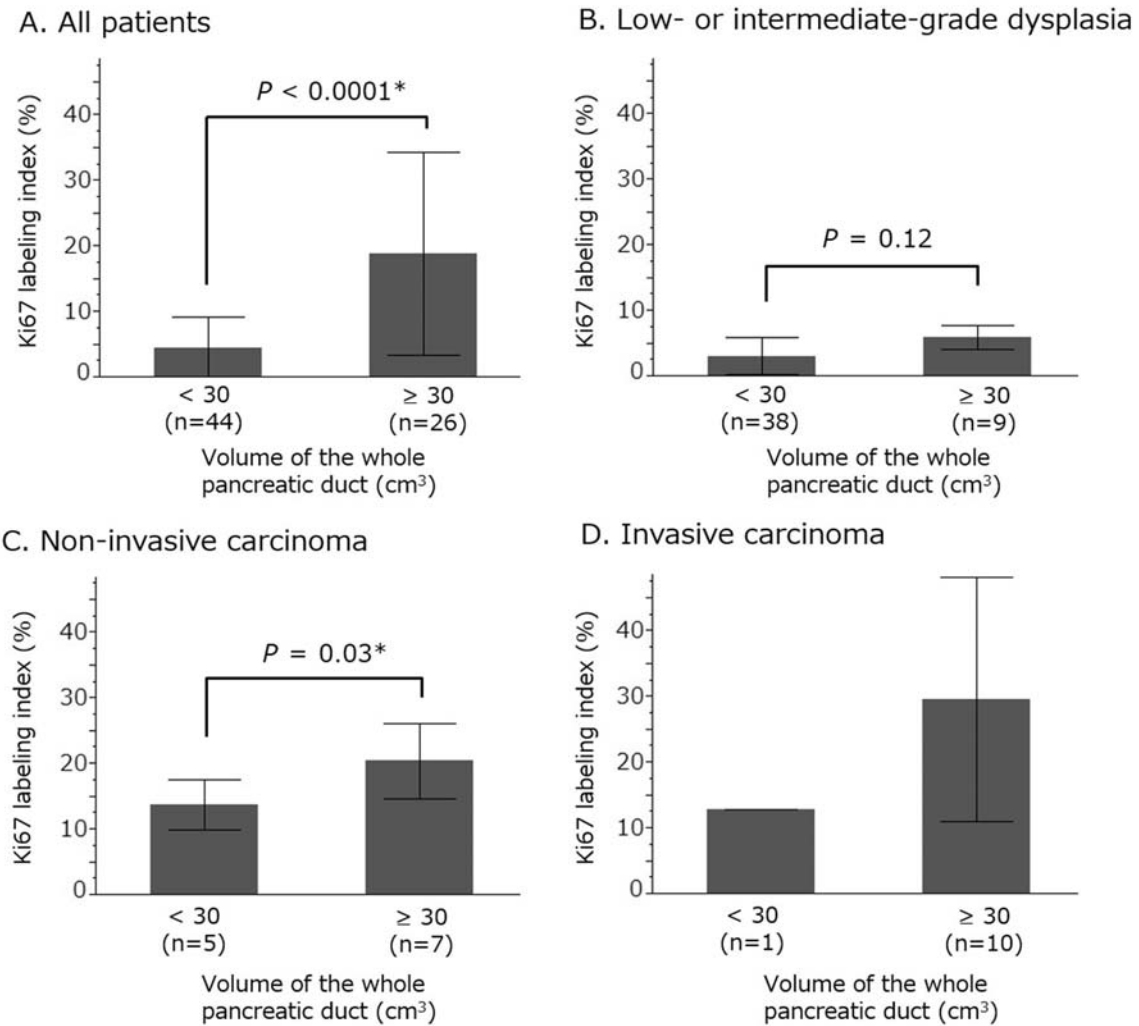 A. All patients
Ki67 labeling index (%)
40
30
20
10
0
P < 0.0001*
< 30
(n=44)
≥ 30
(n=26)
Volume of the whole
pancreatic duct (cm³)
B. Low- or intermediate-grade dysplasia
Ki67 labeling index (%)
40
30
20
10
0
P = 0.12
< 30
(n=38)
≥ 30
(n=9)
Volume of the whole
pancreatic duct (cm³)
C. Non-invasive carcinoma
Ki67 labeling index (%)
40
30
20
10
0
P = 0.03*
< 30
(n=5)
≥ 30
(n=7)
Volume of the whole
pancreatic duct (cm³)
D. Invasive carcinoma
Ki67 labeling index (%)
40
30
20
10
0
< 30
(n=1)
≥ 30
(n=10)
Volume of the whole
pancreatic duct (cm³)